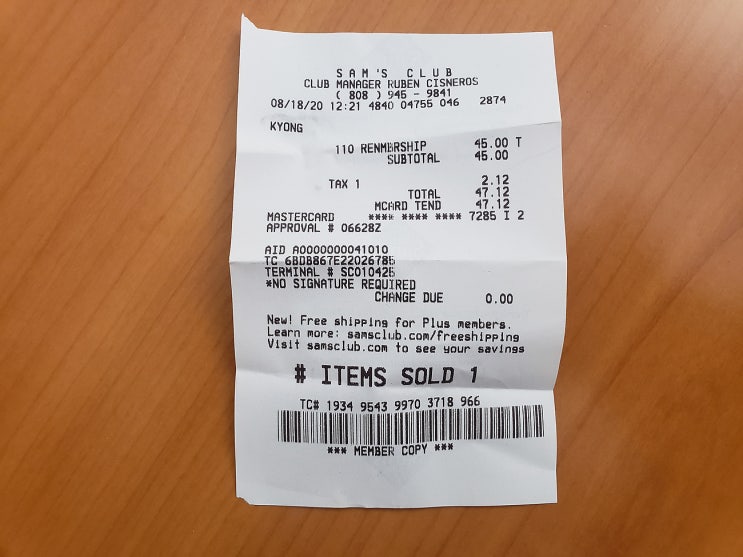 SAM'S CLUB
CLUB MANAGER RUBEN CISNEROS
( 808 ) 945 - 9841
08/18/20 12:21 4840 04755 046 2874
KYONG
110 RENMBRSHIP 45.00 T
SUBTOTAL 45.00
TAX 1 2.12
TOTAL 47.12
MCARD TEND 47.12
MASTERCARD **** **** **** 7285 I 2
APPROVAL # 06628Z
AID A0000000041010
TC 6BDB867E22026785
TERMINAL # SC010425
*NO SIGNATURE REQUIRED
CHANGE DUE 0.00
New! Free shipping for Plus members.
Learn more: samsclub.com/freeshipping
Visit samsclub.com to see your savings
# ITEMS SOLD 1
TC# 1934 9543 9970 3718 966
*** MEMBER COPY ***